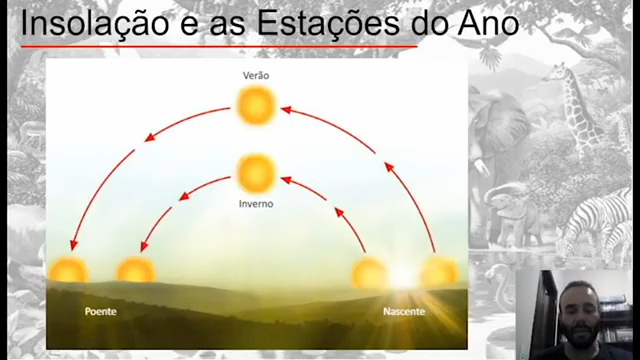 Insolação e as Estações do Ano
Verão
Inverno
Poente
Nascente